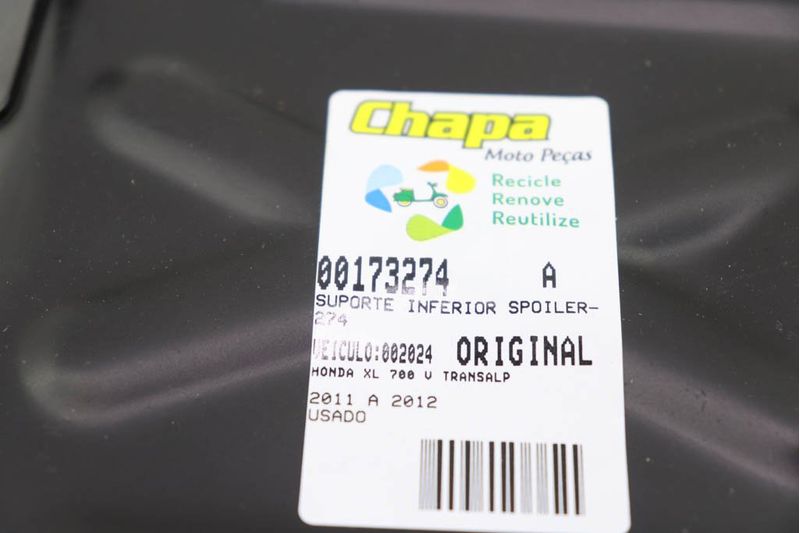 Chapa
Moto Peças
Recicle
Renove
Reutilize
00173274 A
SUPORTE INFERIOR SPOILER-
274
VEICULO:002024 ORIGINAL
HONDA XL 700 V TRANSALP
2011 A 2012
USADO